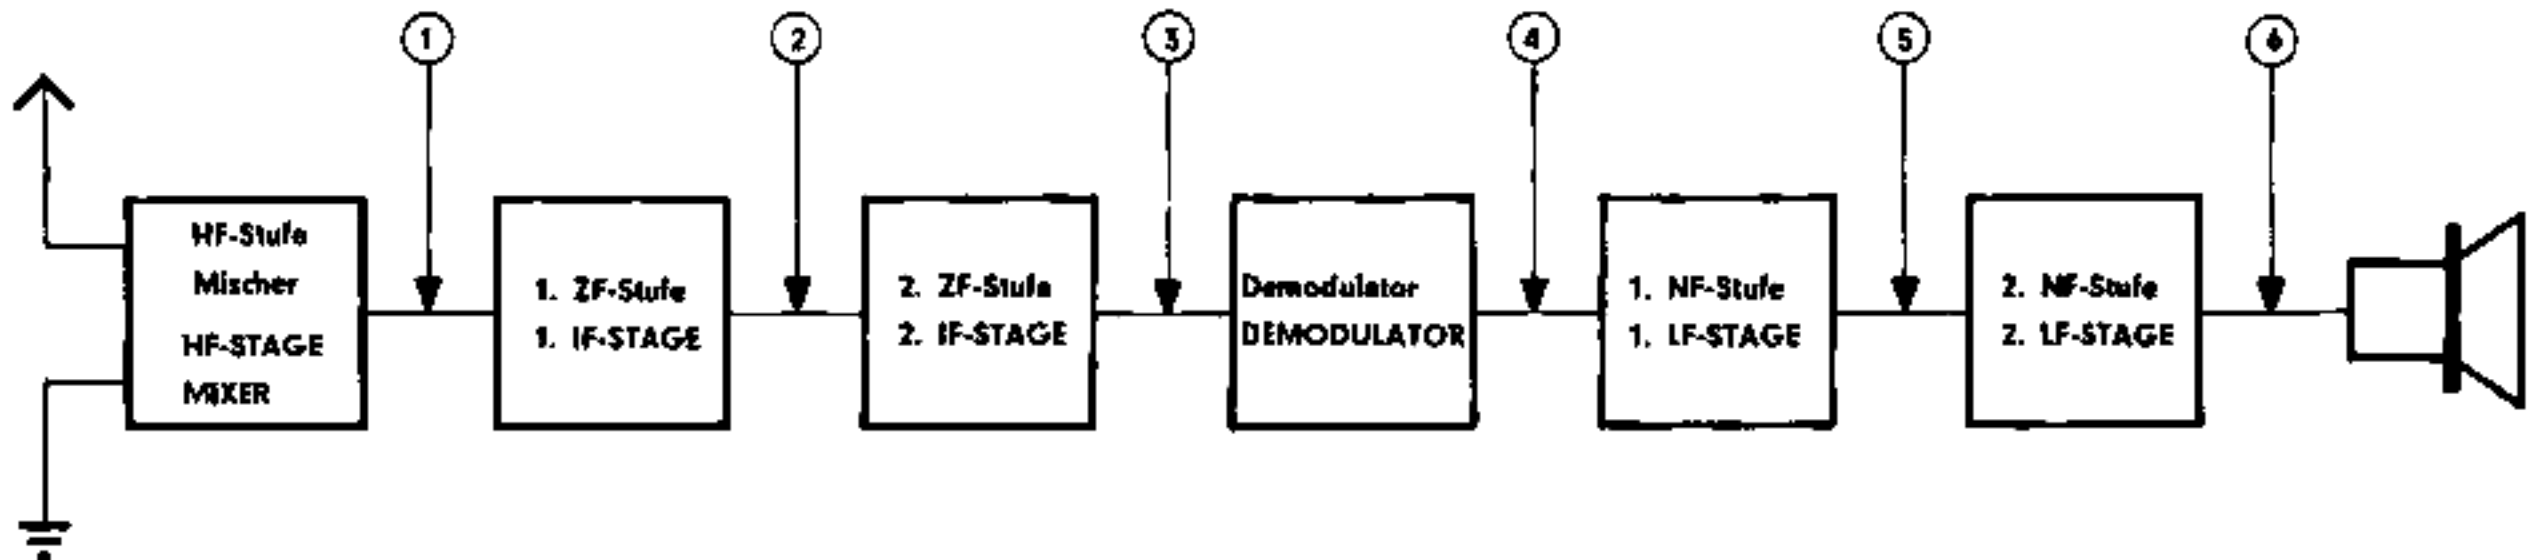 1
2
3
4
5
6
HF-Stufe
Mischer
HF-STAGE
MIXER
1. ZF-Stufe
1. IF-STAGE
2. ZF-Stufe
2. IF-STAGE
Demodulator
DEMODULATOR
1. NF-Stufe
1. LF-STAGE
2. NF-Stufe
2. LF-STAGE